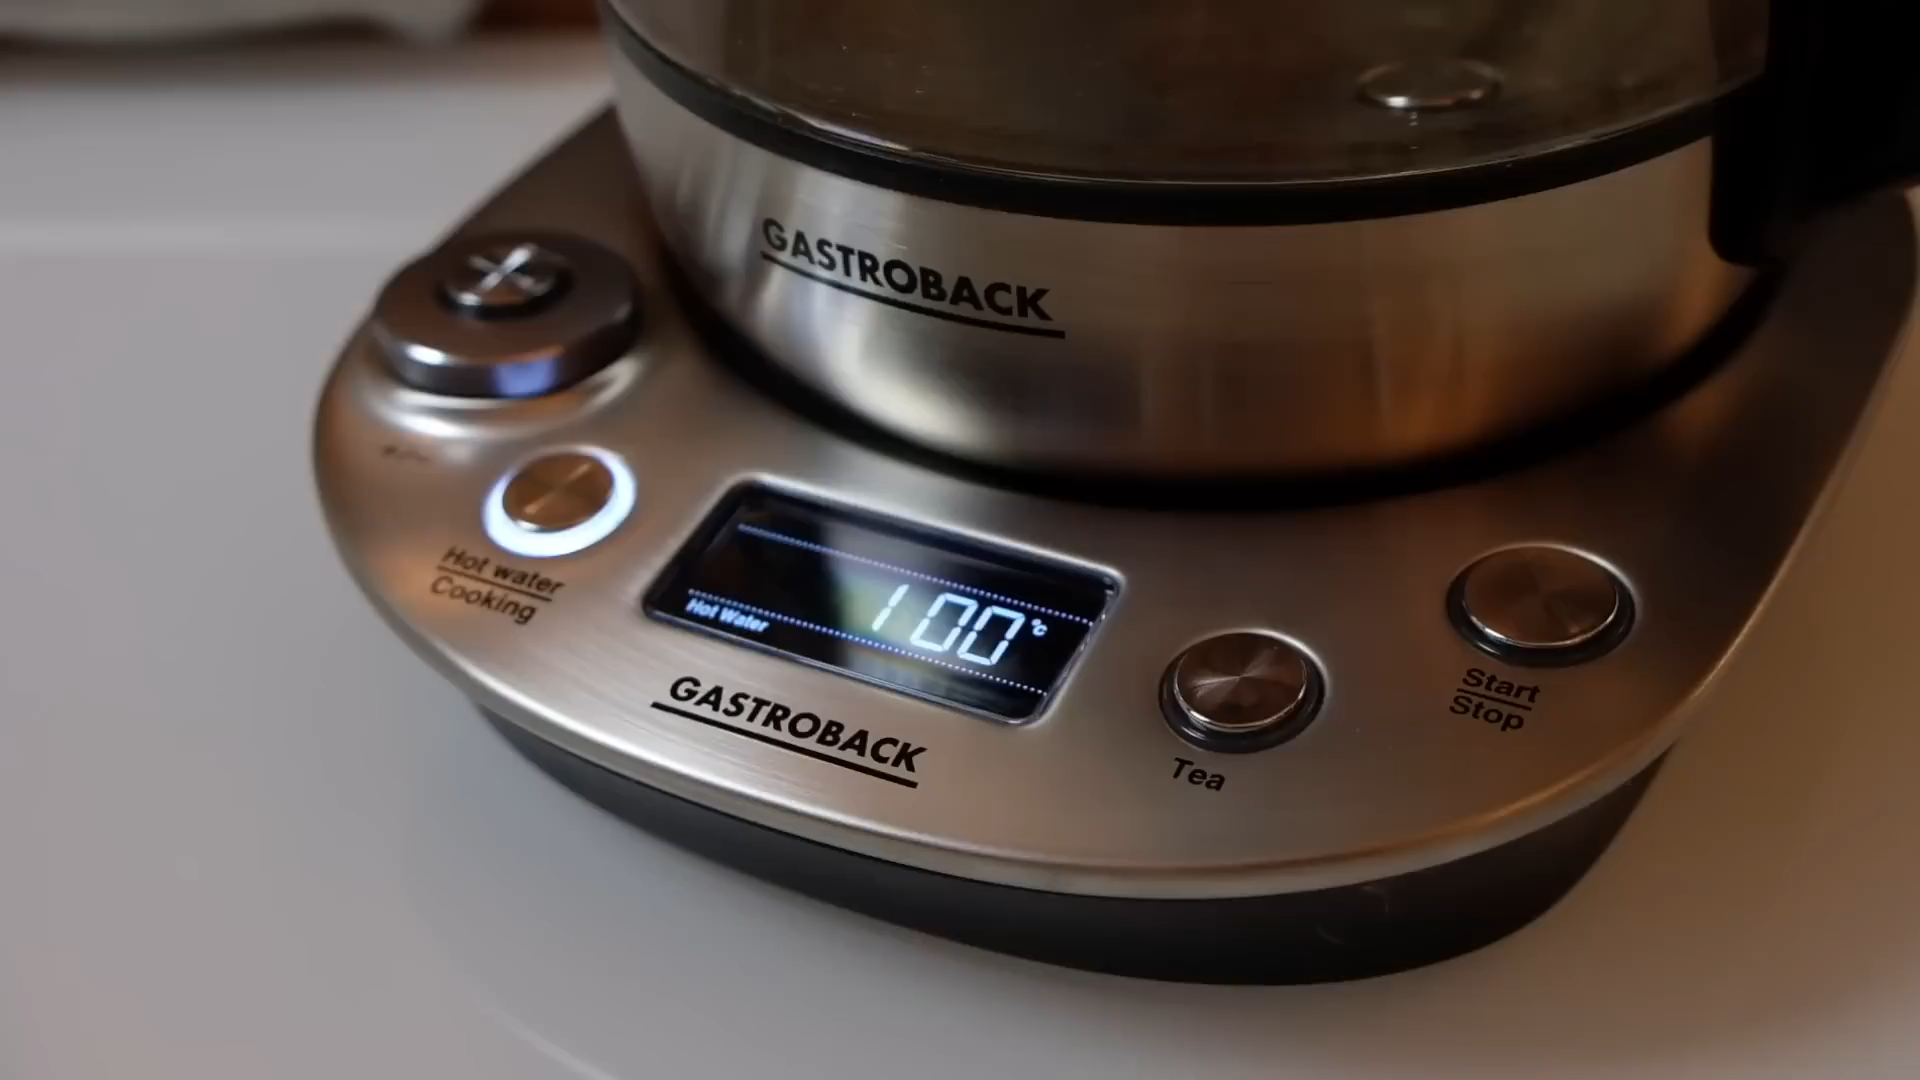 GASTROBACK
Hot water
Cooking
100°C
Hot Water
GASTROBACK
Tea
Start
Stop